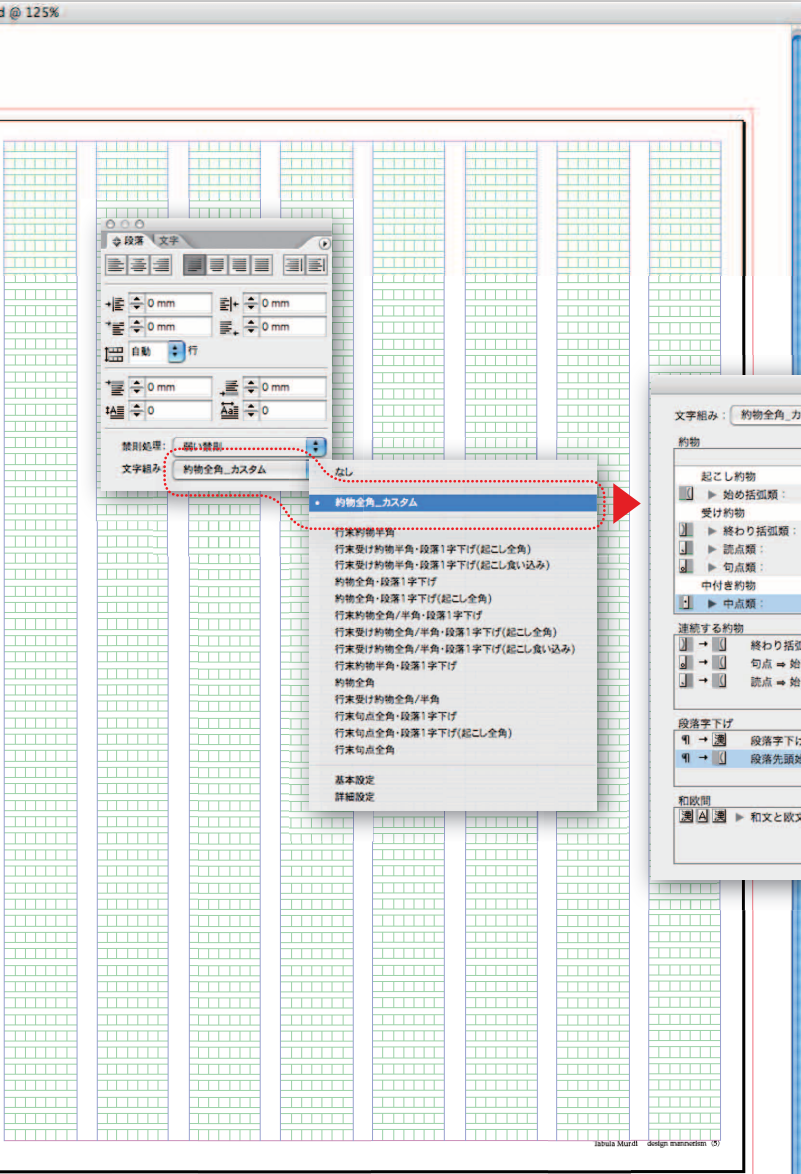 d @ 125%
段落 文字
0 mm 0 mm
0 mm 0 mm
自動 行
0 mm 0 mm
0 0
禁則処理: 弱い禁則
文字組み: 約物全角_カスタム
なし
約物全角_カスタム
行末約物半角
行末受け約物半角・段落1字下げ(起こし全角)
行末受け約物半角・段落1字下げ(起こし食い込み)
約物全角・段落1字下げ
約物全角・段落1字下げ(起こし全角)
行末約物全角/半角・段落1字下げ
行末受け約物全角/半角・段落1字下げ(起こし全角)
行末受け約物全角/半角・段落1字下げ(起こし食い込み)
行末約物半角・段落1字下げ
約物全角
行末受け約物全角/半角
行末句点全角・段落1字下げ
行末句点全角・段落1字下げ(起こし全角)
行末句点全角
基本設定
詳細設定
文字組み: 約物全角_カ
約物
起こし約物
始め括弧類:
受け約物
終わり括弧類:
読点類:
句点類:
中付き約物
中点類:
連続する約物
終わり括弧
句点 ⇒ 始
読点 ⇒ 始
段落字下げ
¶ → 漢 段落字下げ
¶ → 段落先頭始
和欧間
漢 A 漢 和文と欧文
Tabula Murdi design mannerism (5)